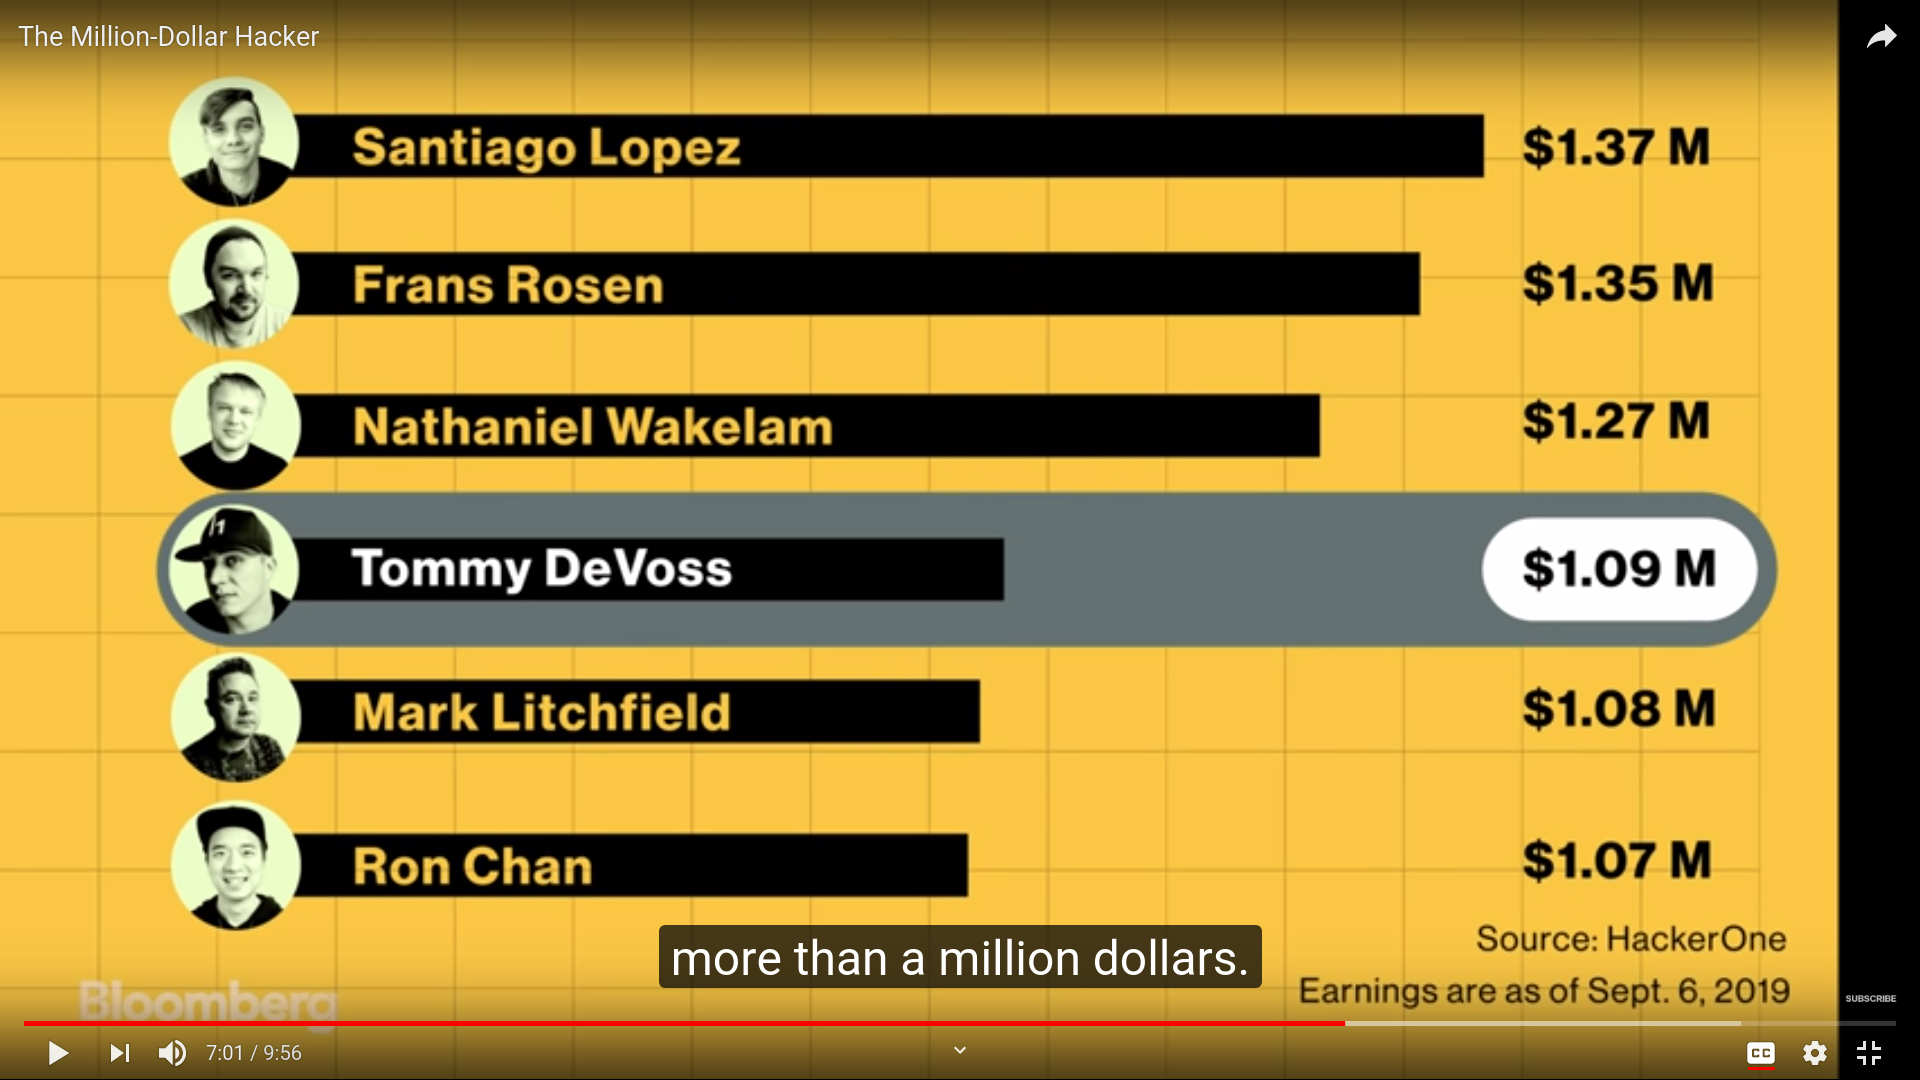 The Million-Dollar Hacker
Santiago Lopez $1.37 M
Frans Rosen $1.35 M
Nathaniel Wakelam $1.27 M
Tommy DeVoss $1.09 M
Mark Litchfield $1.08 M
Ron Chan $1.07 M
more than a million dollars.
Source: HackerOne
Earnings are as of Sept. 6, 2019
Bloomberg
SUBSCRIBE
7:01 / 9:56
CC